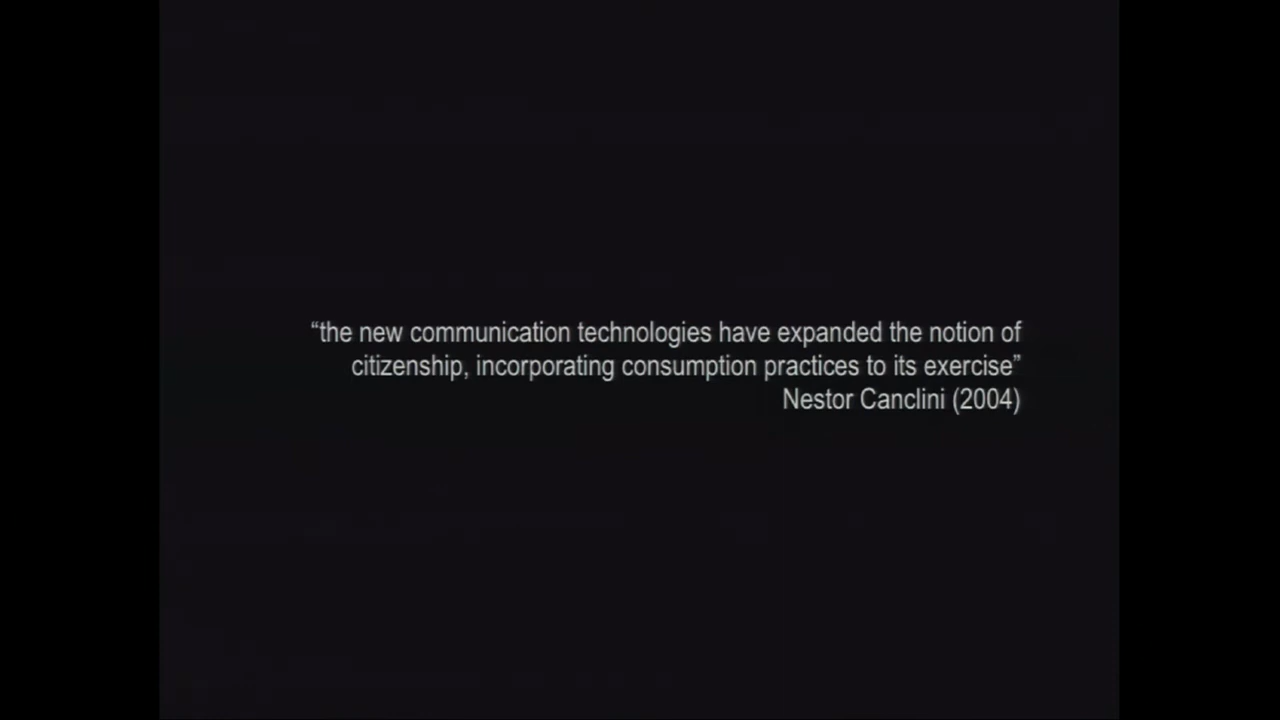 “the new communication technologies have expanded the notion of
citizenship, incorporating consumption practices to its exercise”
Nestor Canclini (2004)